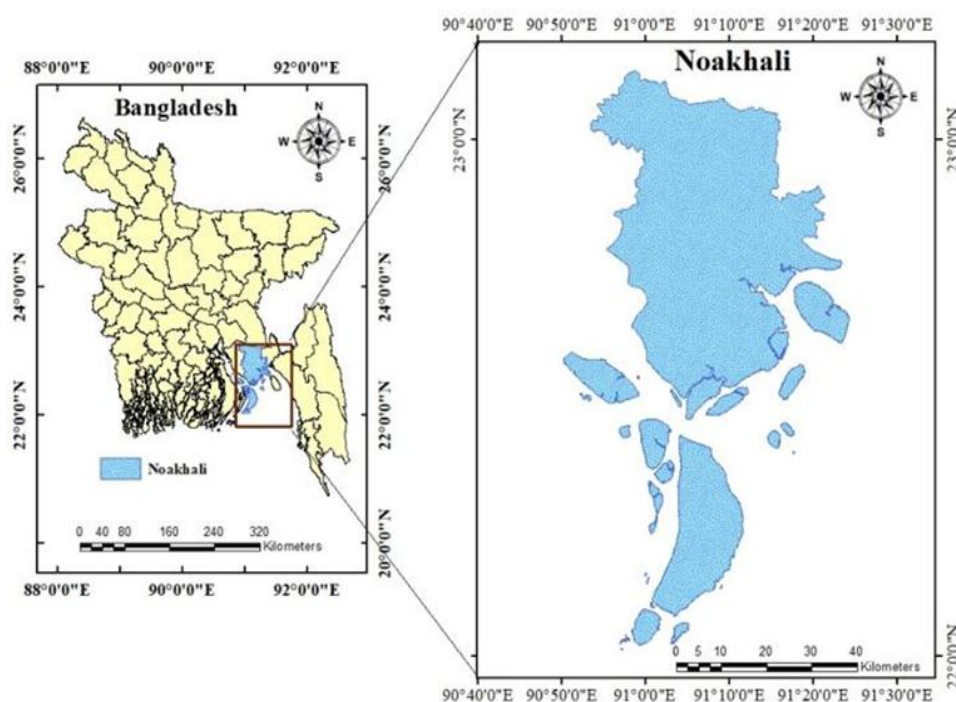 Bangladesh
88°0'0"E 90°0'0"E 92°0'0"E
N
W E
S
26°0'0"N
24°0'0"N
22°0'0"N
Noakhali
0 40 80 160 240 320
Kilometers
20°0'0"N 22°0'0"N 24°0'0"N 26°0'0"N
88°0'0"E 90°0'0"E 92°0'0"E
90°40'0"E 90°50'0"E 91°0'0"E 91°10'0"E 91°20'0"E 91°30'0"E
Noakhali
N
W E
S
23°0'0"N 23°0'0"N
0 5 10 20 30 40
Kilometers
22°0'0"N
90°40'0"E 90°50'0"E 91°0'0"E 91°10'0"E 91°20'0"E 91°30'0"E